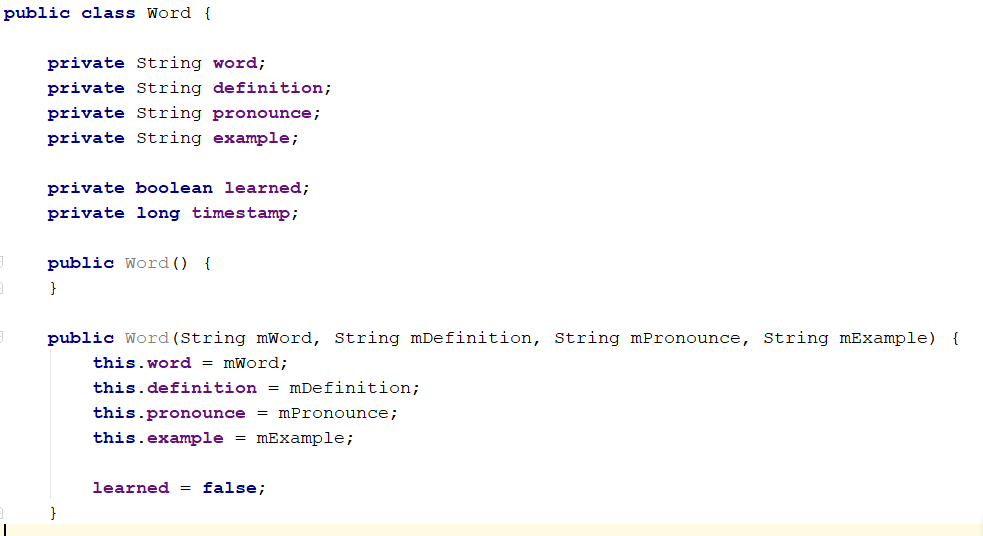 public class Word {
private String word;
private String definition;
private String pronounce;
private String example;
private boolean learned;
private long timestamp;
public Word() {
}
public Word(String mWord, String mDefinition, String mPronounce, String mExample) {
this.word = mWord;
this.definition = mDefinition;
this.pronounce = mPronounce;
this.example = mExample;
learned = false;
}